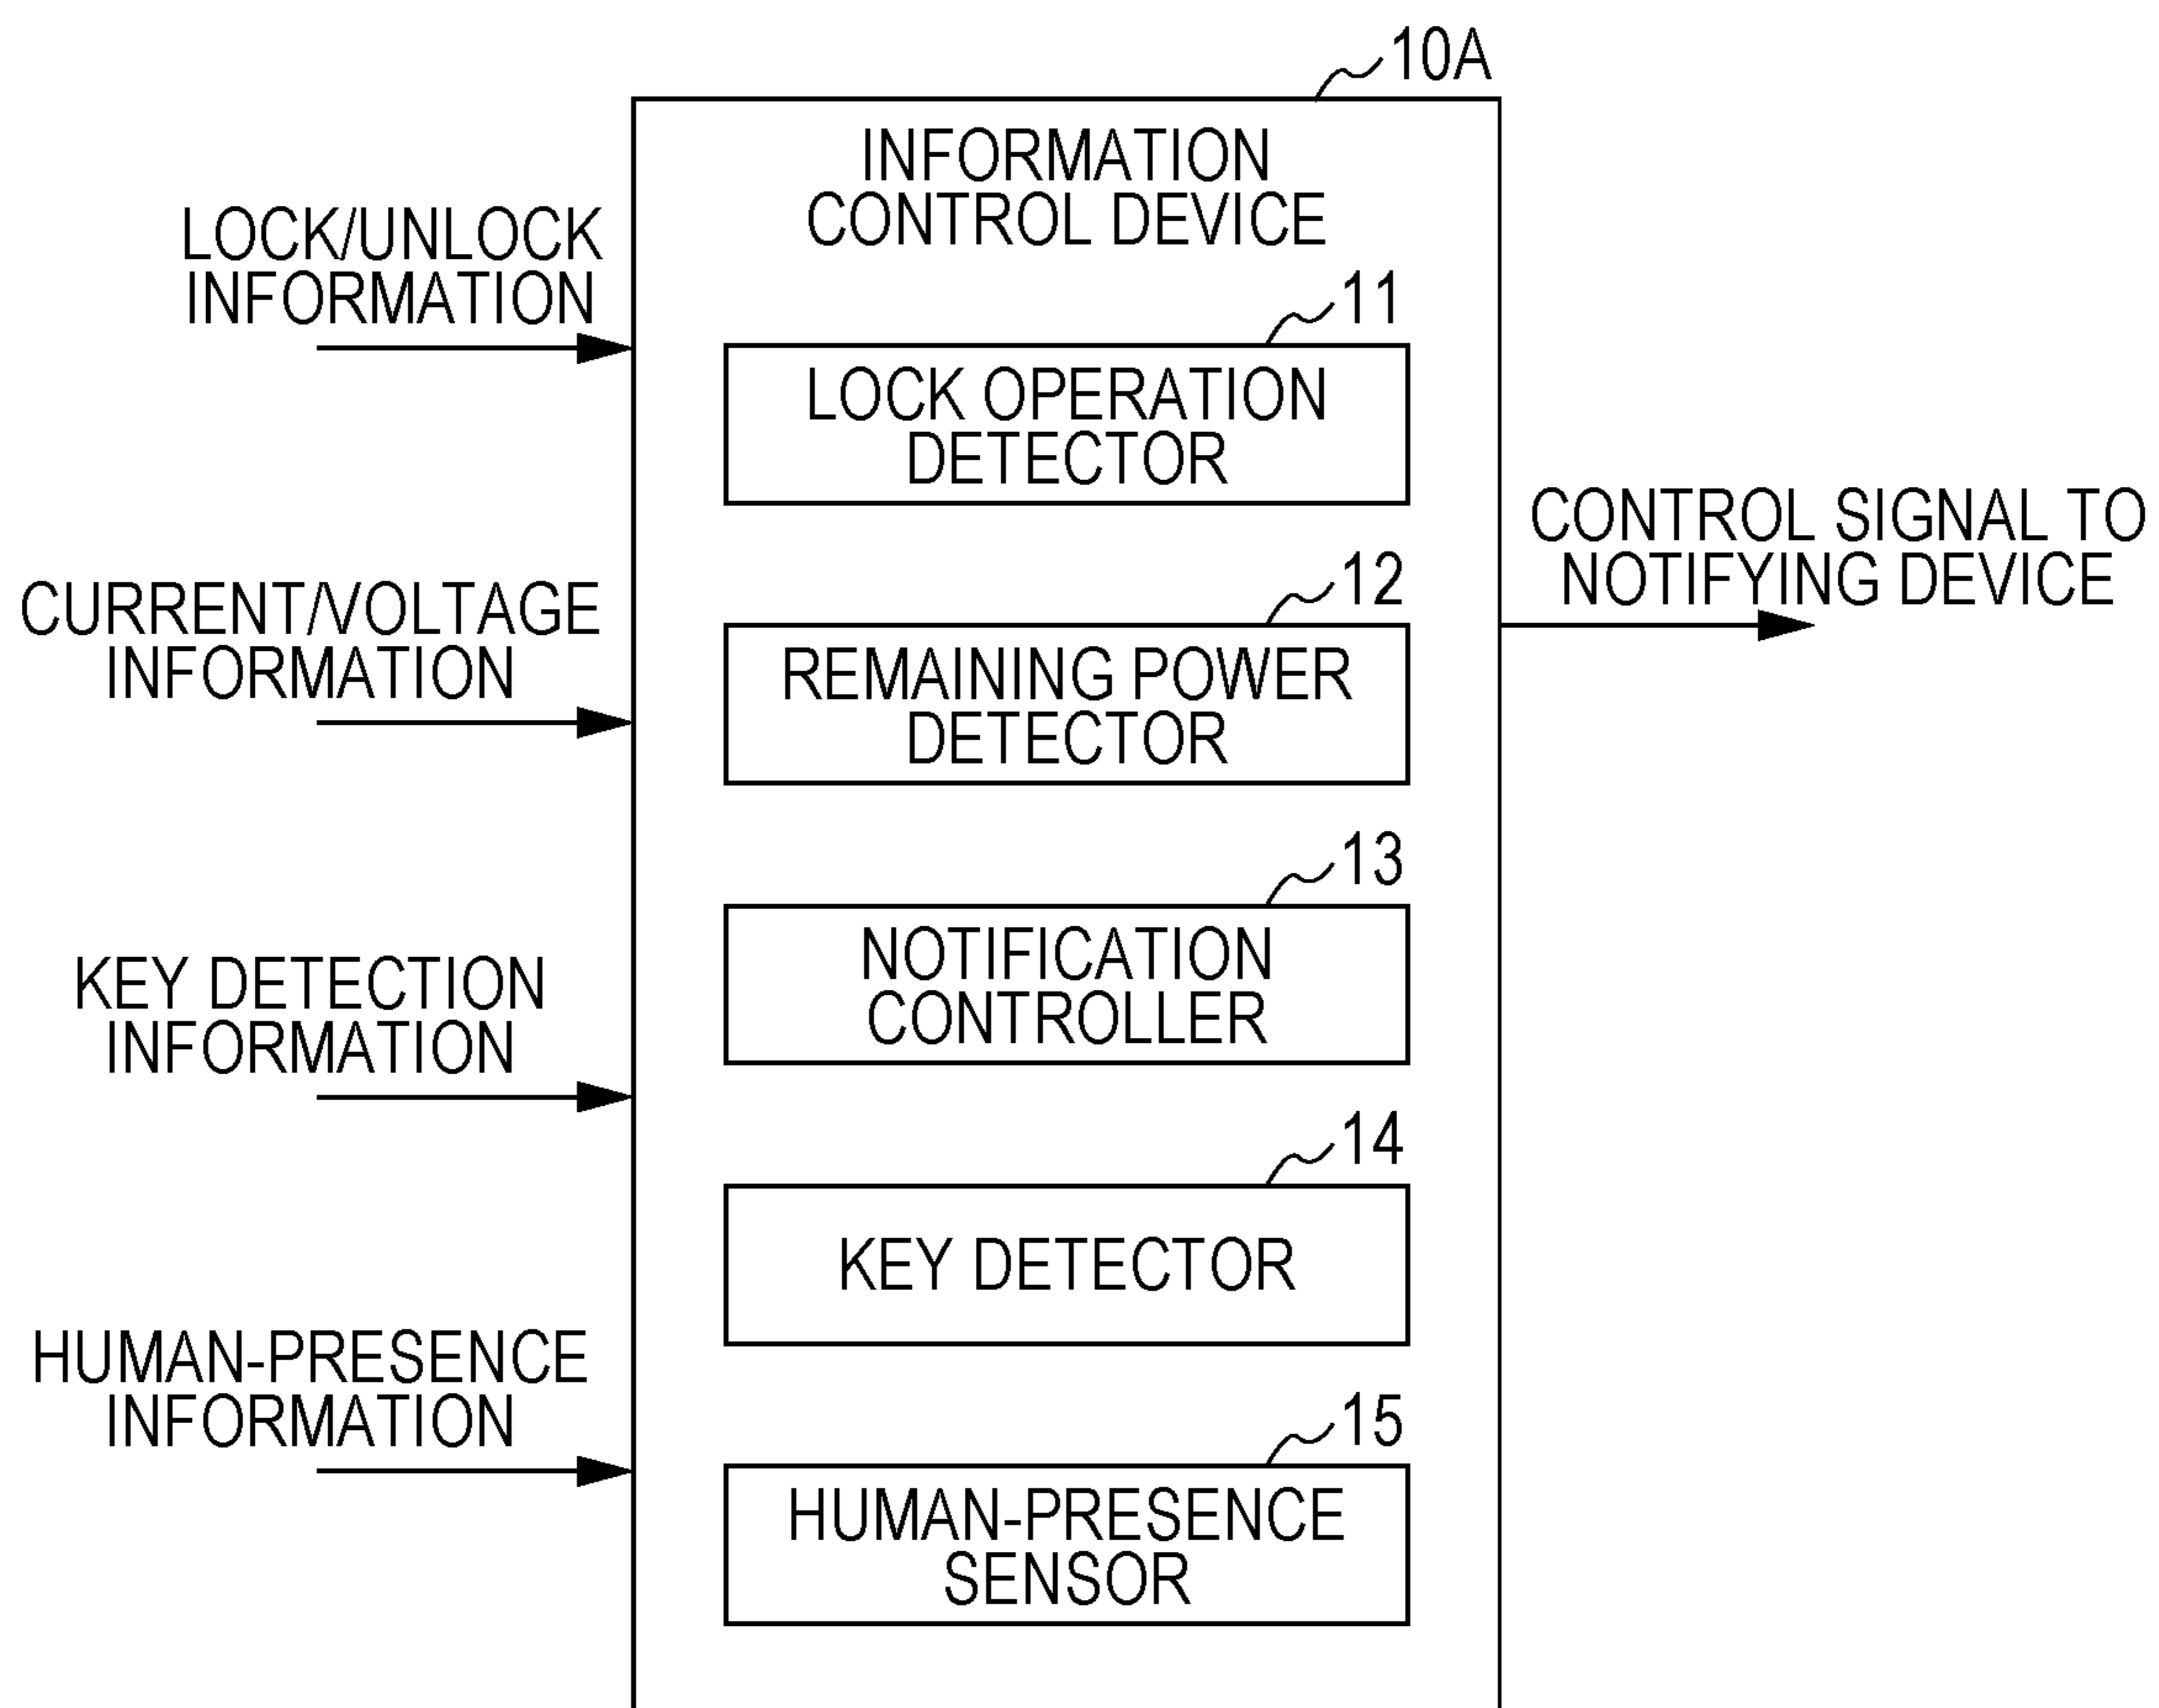 10A
INFORMATION
CONTROL DEVICE
LOCK/UNLOCK
INFORMATION
11
LOCK OPERATION
DETECTOR
CONTROL SIGNAL TO
NOTIFYING DEVICE
12
CURRENT/VOLTAGE
INFORMATION
REMAINING POWER
DETECTOR
13
NOTIFICATION
CONTROLLER
KEY DETECTION
INFORMATION
14
KEY DETECTOR
HUMAN-PRESENCE
INFORMATION
15
HUMAN-PRESENCE
SENSOR